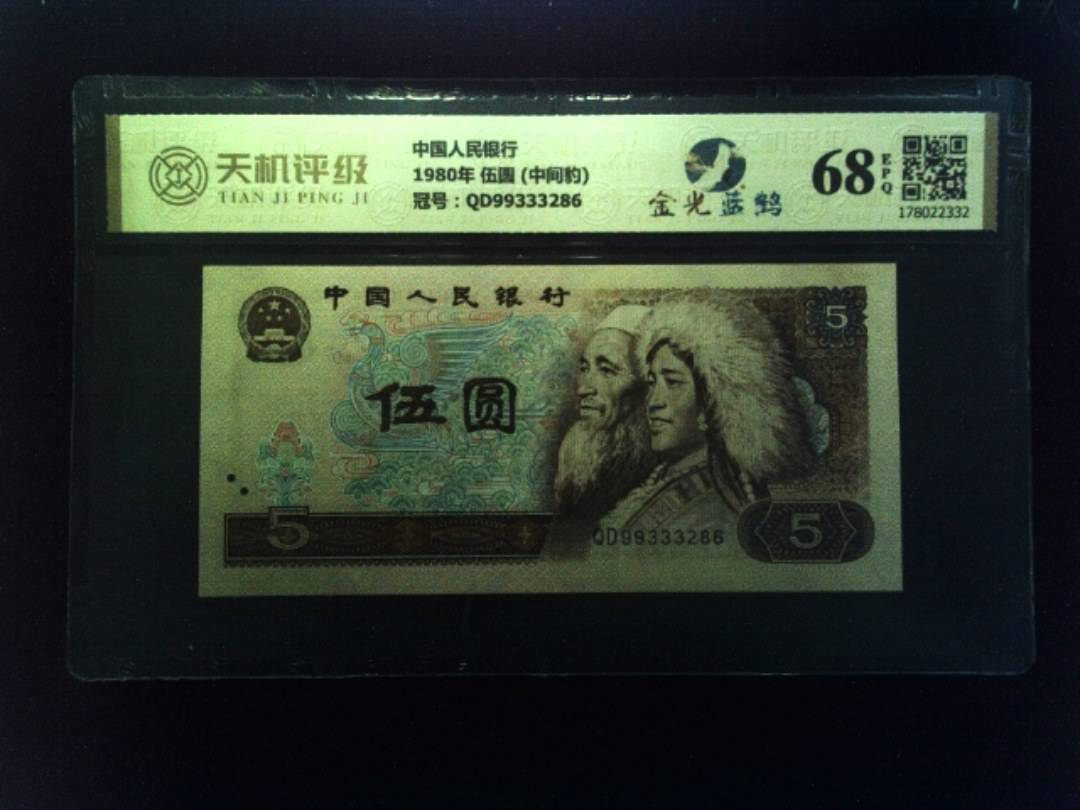 天机评级
TIAN JI PING JI
中国人民银行
1980年 伍圆 (中间豹)
冠号：QD99333286
金光蓝鹤
68
EPQ
178022332
中国人民银行
5
伍圆
5
QD99333286
5